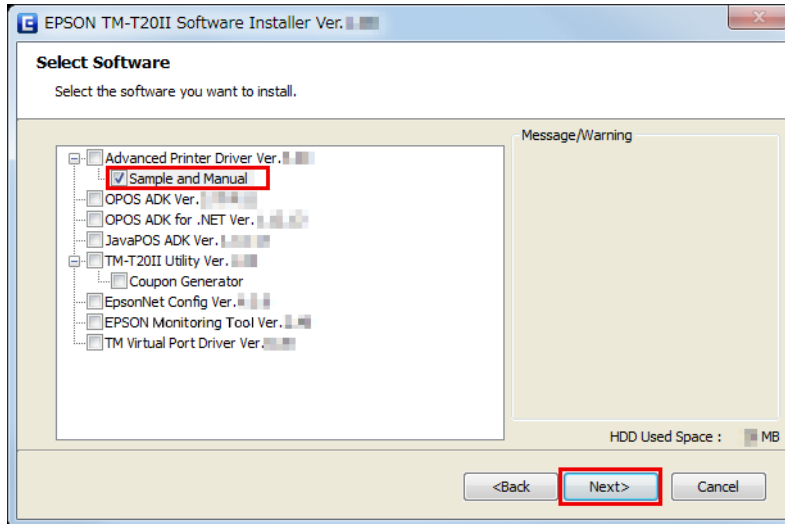 EPSON TM-T20II Software Installer Ver.
Select Software
Select the software you want to install.
Message/Warning
Advanced Printer Driver Ver.
Sample and Manual
OPOS ADK Ver.
OPOS ADK for .NET Ver.
JavaPOS ADK Ver.
TM-T20II Utility Ver.
Coupon Generator
EpsonNet Config Ver.
EPSON Monitoring Tool Ver.
TM Virtual Port Driver Ver.
HDD Used Space : MB
<Back Next> Cancel